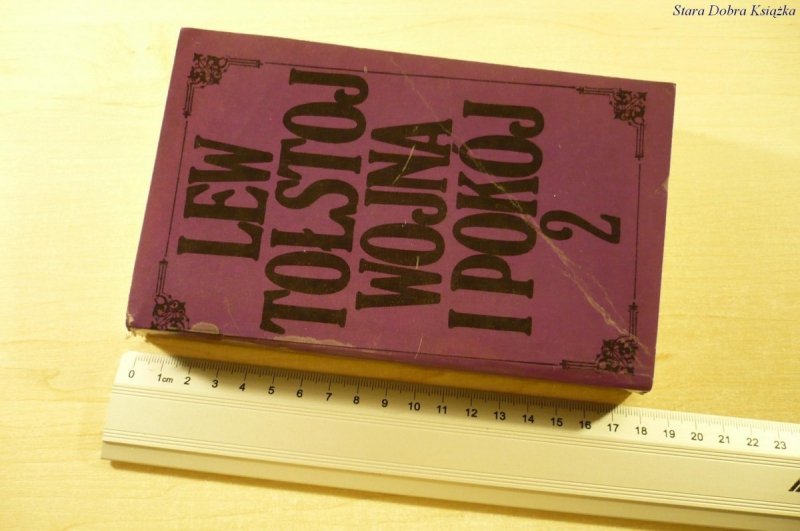 Stara Dobra Książka
LEW
TOŁSTOJ
WOJNA
I POKÓJ
2
0 1cm 2 3 4 5 6 7 8 9 10 11 12 13 14 15 16 17 18 19 20 21 22 23